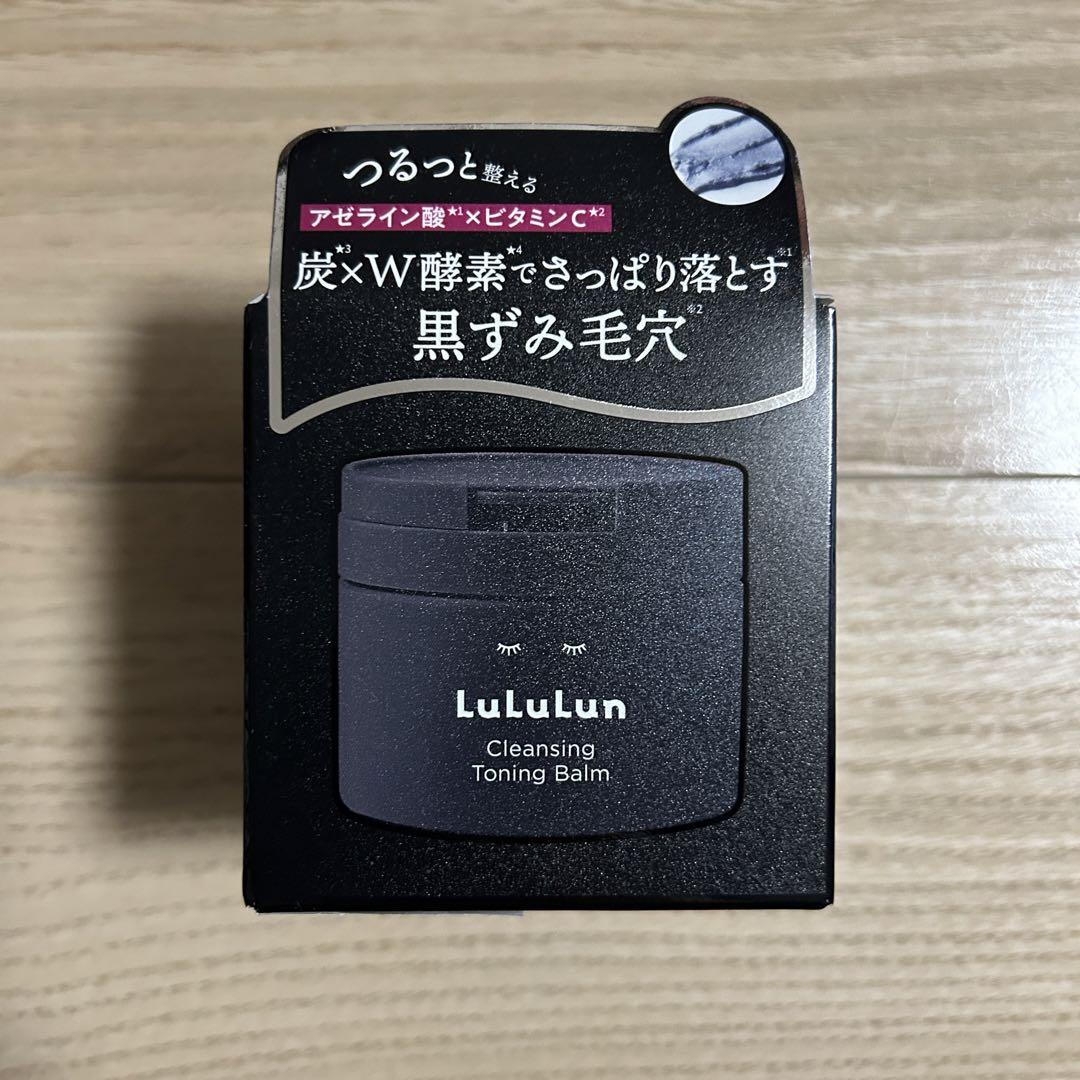 つるっと整える
アゼライン酸★1×ビタミンC★2
炭★3×W酵素★4でさっぱり落とす※1
黒ずみ毛穴※2
LuLuLun
Cleansing
Toning Balm